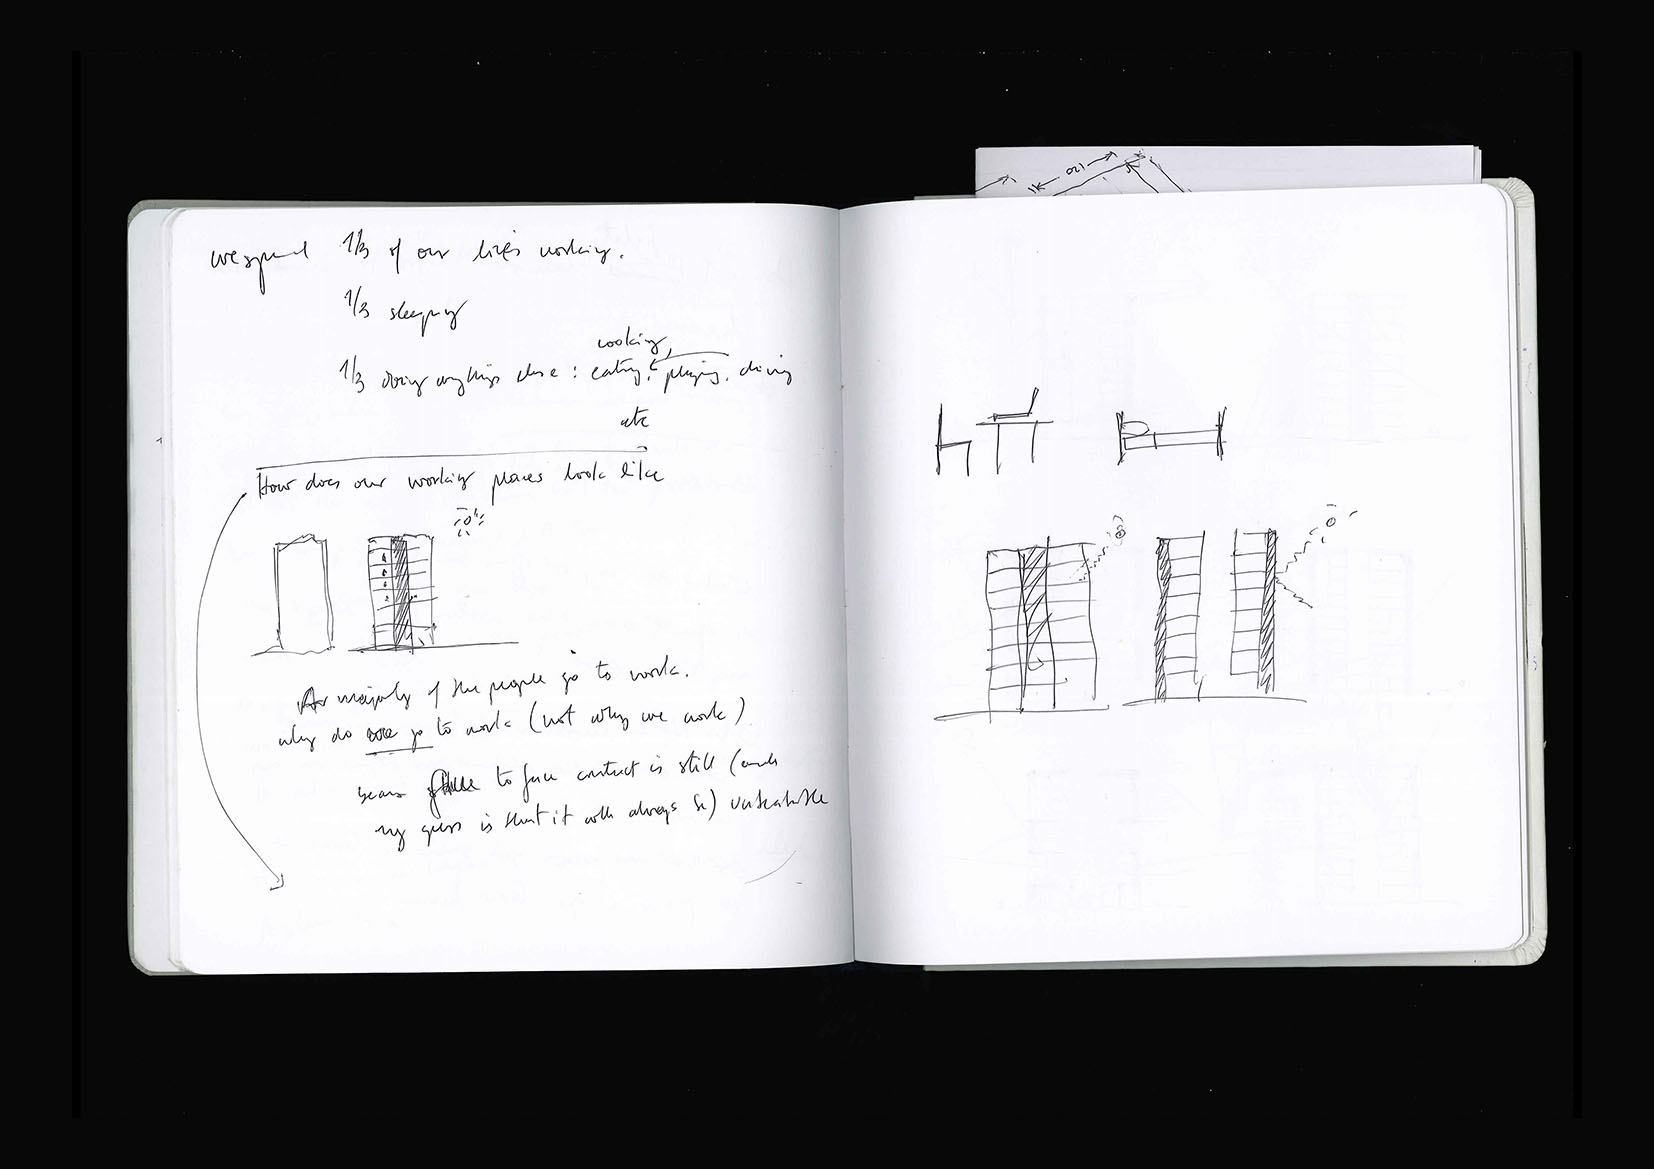 120
we spend 1/3 of our lifes working.
1/3 sleeping
cooking,
1/3 doing anything else : eating, playing, driving
etc
How does our working places look like
A majority of the people go to work.
why do we go to work (not why we work)
face to face contact is still (and
my guess is that it will always be) unbeatable